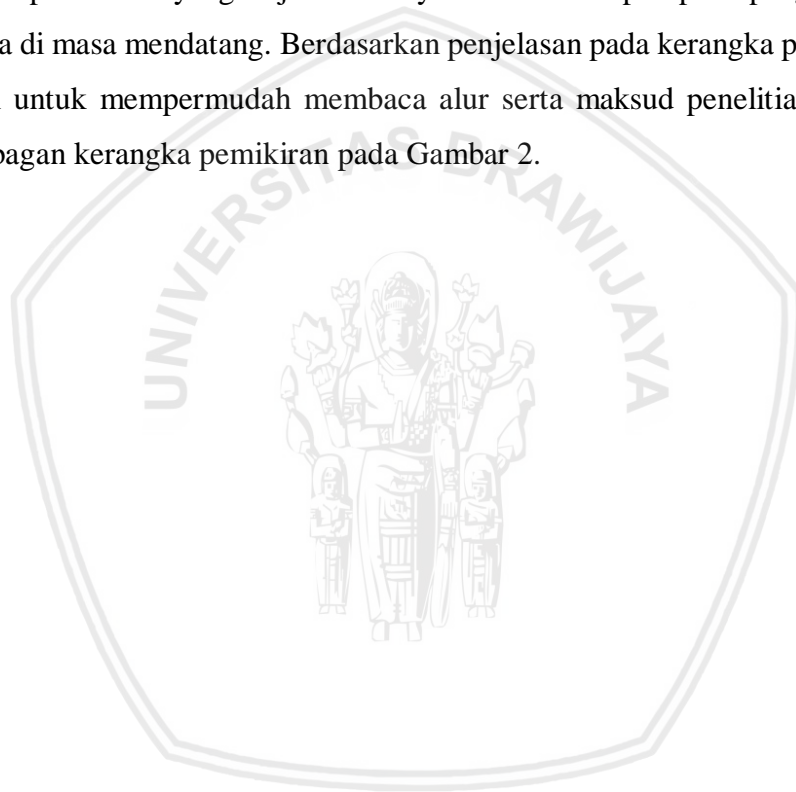 a di masa mendatang. Berdasarkan penjelasan pada kerangka p
untuk mempermudah membaca alur serta maksud penelitia
bagan kerangka pemikiran pada Gambar 2.
UNIVERSITAS BRAWIJAYA